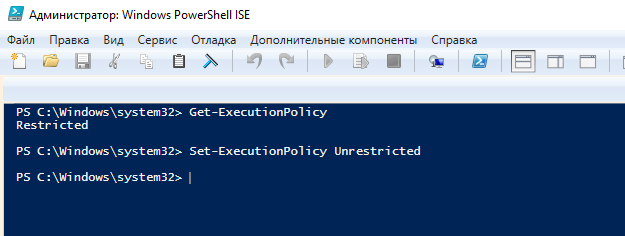 Администратор: Windows PowerShell ISE
Файл Правка Вид Сервис Отладка Дополнительные компоненты Справка
PS C:\Windows\system32> Get-ExecutionPolicy
Restricted
PS C:\Windows\system32> Set-ExecutionPolicy Unrestricted
PS C:\Windows\system32>